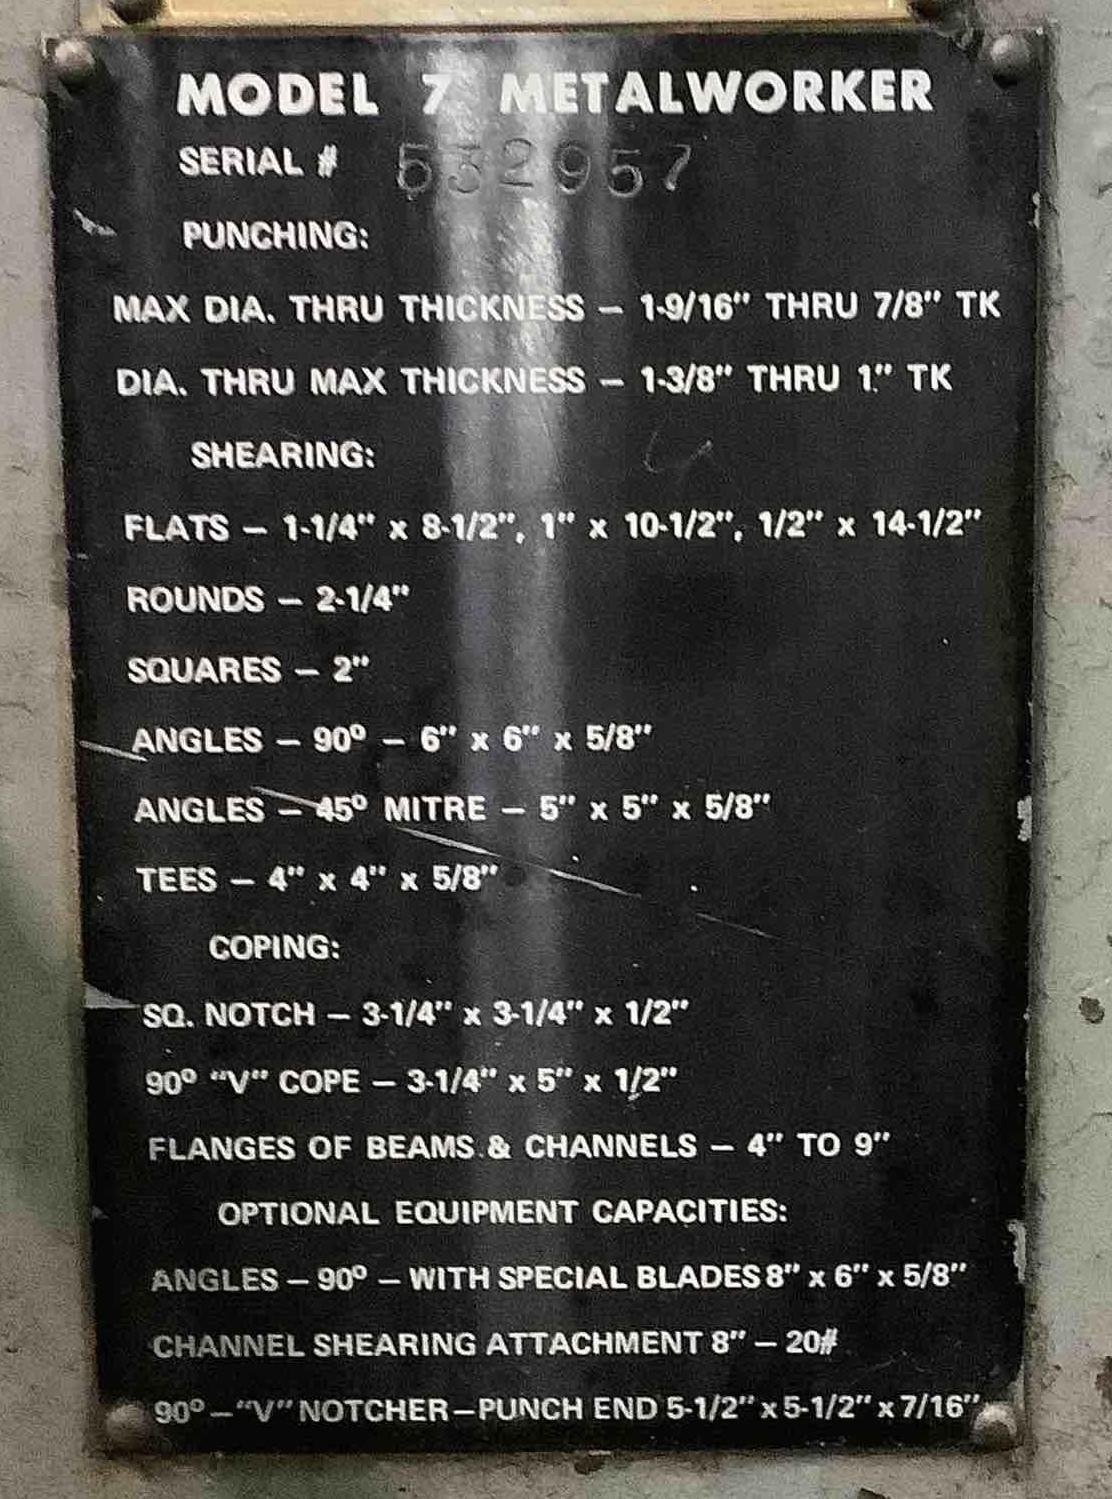 MODEL 7 METALWORKER
SERIAL # 532957
PUNCHING:
MAX DIA. THRU THICKNESS – 1-9/16" THRU 7/8" TK
DIA. THRU MAX THICKNESS – 1-3/8" THRU 1" TK
SHEARING:
FLATS – 1-1/4" x 8-1/2", 1" x 10-1/2", 1/2" x 14-1/2"
ROUNDS – 2-1/4"
SQUARES – 2"
ANGLES – 90º – 6" x 6" x 5/8"
ANGLES – 45º MITRE – 5" x 5" x 5/8"
TEES – 4" x 4" x 5/8"
COPING:
SQ. NOTCH – 3-1/4" x 3-1/4" x 1/2"
90º "V" COPE – 3-1/4" x 5" x 1/2"
FLANGES OF BEAMS & CHANNELS – 4" TO 9"
OPTIONAL EQUIPMENT CAPACITIES:
ANGLES – 90º – WITH SPECIAL BLADES 8" x 6" x 5/8"
CHANNEL SHEARING ATTACHMENT 8" – 20#
90º – "V" NOTCHER – PUNCH END 5-1/2" x 5-1/2" x 7/16"